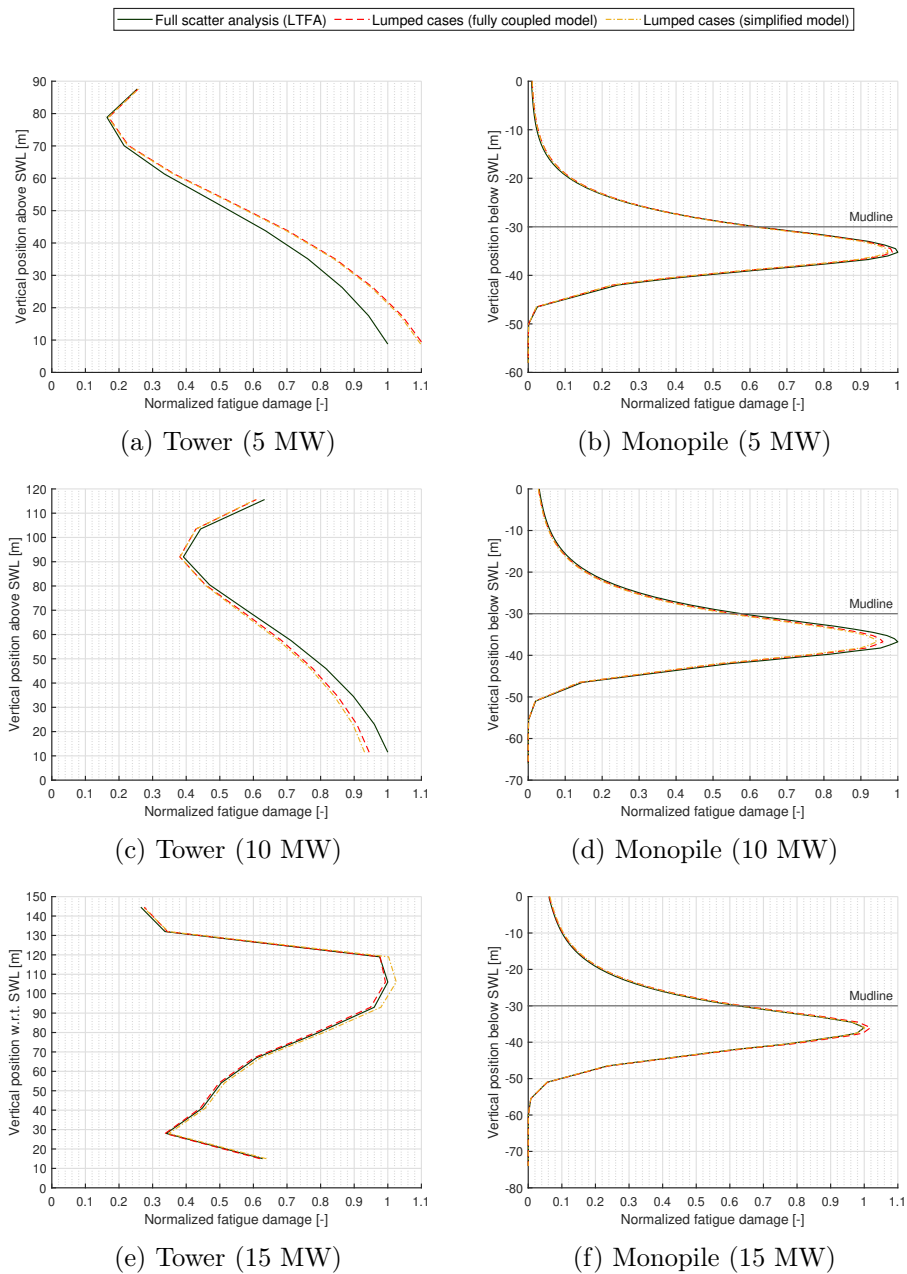 Full scatter analysis (LTFA) Lumped cases (fully coupled model) Lumped cases (simplified model)
90
80
70
60
50
40
30
20
10
0
Vertical position above SWL [m]
0 0.1 0.2 0.3 0.4 0.5 0.6 0.7 0.8 0.9 1 1.1
Normalized fatigue damage [-]
(a) Tower (5 MW)
0
-10
-20
-30
-40
-50
-60
Vertical position below SWL [m]
Mudline
0 0.1 0.2 0.3 0.4 0.5 0.6 0.7 0.8 0.9 1
Normalized fatigue damage [-]
(b) Monopile (5 MW)
120
110
100
90
80
70
60
50
40
30
20
10
0
Vertical position above SWL [m]
0 0.1 0.2 0.3 0.4 0.5 0.6 0.7 0.8 0.9 1 1.1
Normalized fatigue damage [-]
(c) Tower (10 MW)
0
-10
-20
-30
-40
-50
-60
-70
Vertical position below SWL [m]
Mudline
0 0.1 0.2 0.3 0.4 0.5 0.6 0.7 0.8 0.9 1
Normalized fatigue damage [-]
(d) Monopile (10 MW)
150
130
120
110
100
90
80
70
60
50
40
30
20
10
0
Vertical position w.r.t. SWL [m]
0 0.1 0.2 0.3 0.4 0.5 0.6 0.7 0.8 0.9 1 1.1
Normalized fatigue damage [-]
(e) Tower (15 MW)
0
-10
-20
-30
-40
-50
-60
-70
-80
Vertical position below SWL [m]
Mudline
0 0.1 0.2 0.3 0.4 0.5 0.6 0.7 0.8 0.9 1 1.1
Normalized fatigue damage [-]
(f) Monopile (15 MW)